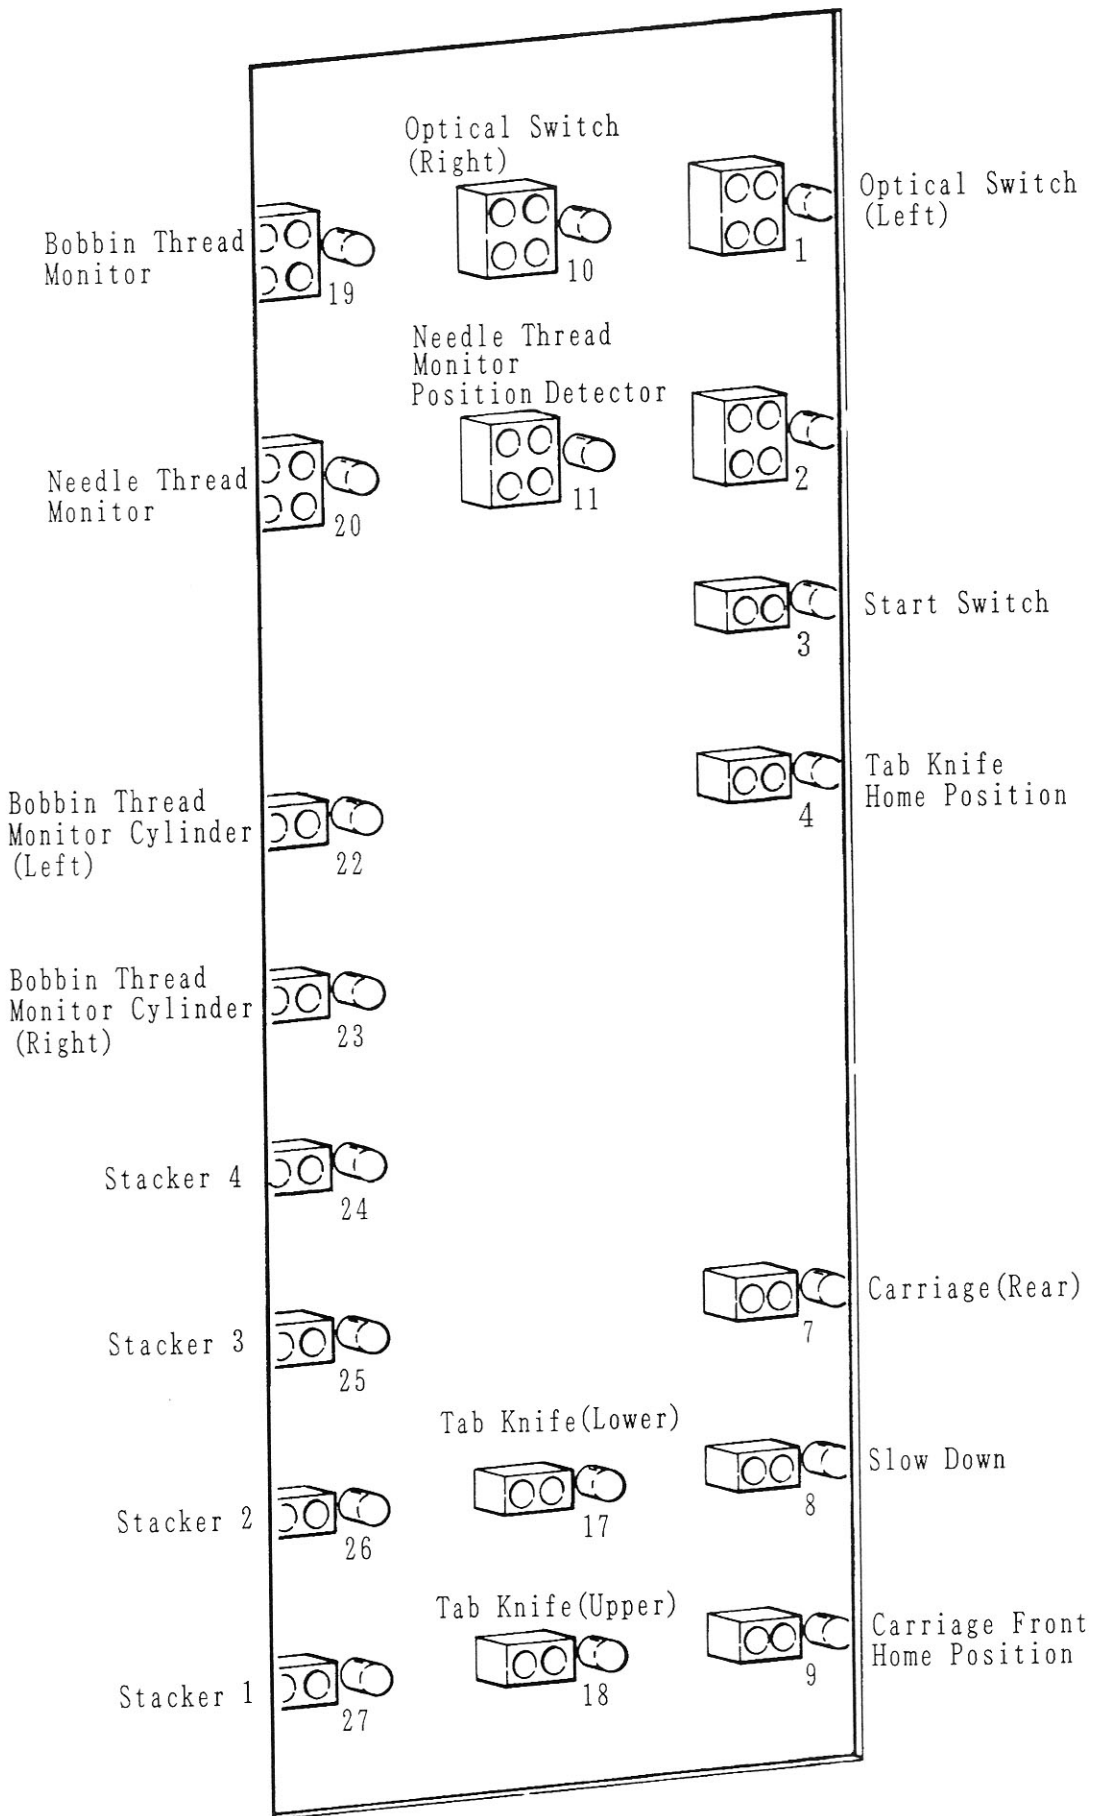 Optical Switch
(Right)
Optical Switch
(Left)
Bobbin Thread
Monitor
10
1
19
Needle Thread
Monitor
Position Detector
Needle Thread
Monitor
2
11
20
Start Switch
3
Tab Knife
Home Position
4
Bobbin Thread
Monitor Cylinder
(Left)
22
Bobbin Thread
Monitor Cylinder
(Right)
23
Stacker 4
24
Carriage(Rear)
7
Stacker 3
25
Tab Knife(Lower)
17
Slow Down
8
Stacker 2
26
Tab Knife(Upper)
18
Carriage Front
Home Position
9
Stacker 1
27